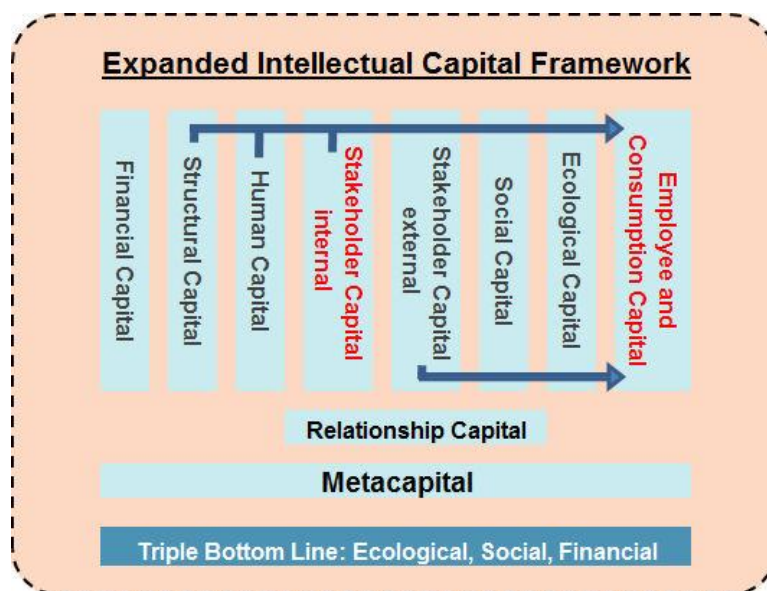 Expanded Intellectual Capital Framework
Financial Capital
Structural Capital
Human Capital
Stakeholder Capital
internal
Stakeholder Capital
external
Social Capital
Ecological Capital
Employee and
Consumption Capital
Relationship Capital
Metacapital
Triple Bottom Line: Ecological, Social, Financial